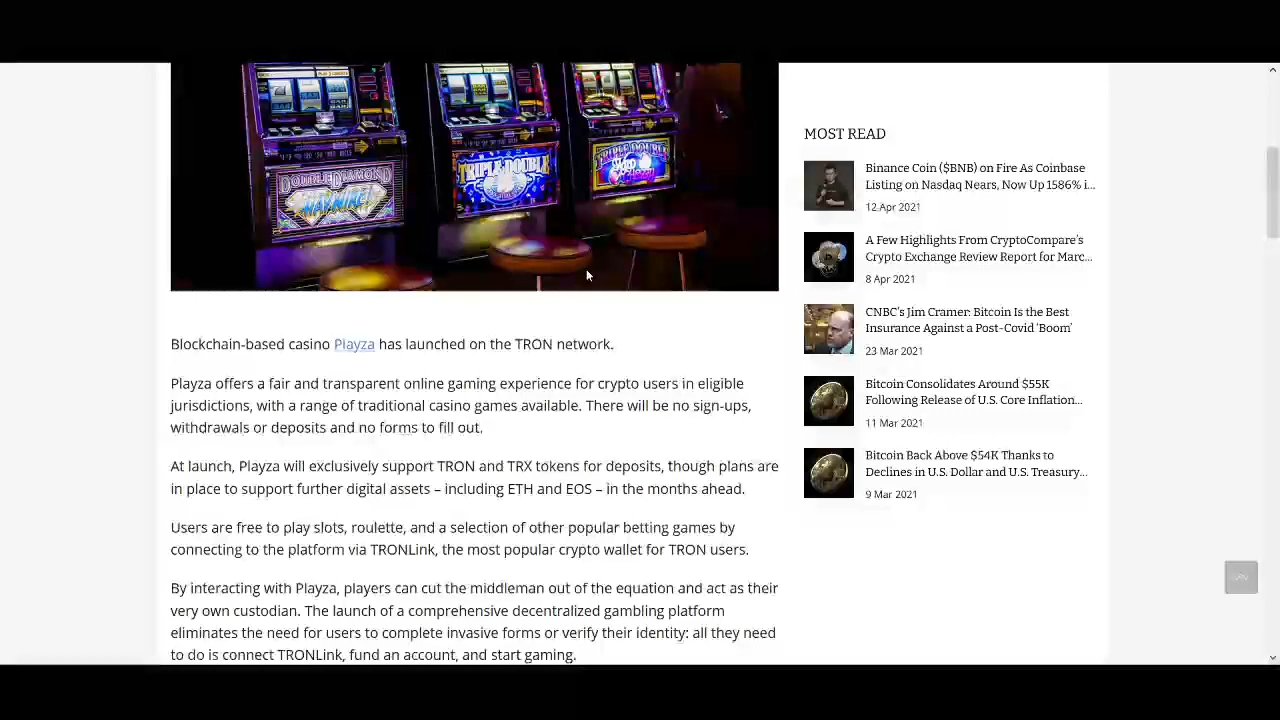 DOUBLE DIAMOND
HAYWIRE!
TRIPLE DOUBLE
TRIPLE DOUBLE
Blockchain-based casino Playza has launched on the TRON network.
Playza offers a fair and transparent online gaming experience for crypto users in eligible
jurisdictions, with a range of traditional casino games available. There will be no sign-ups,
withdrawals or deposits and no forms to fill out.
At launch, Playza will exclusively support TRON and TRX tokens for deposits, though plans are
in place to support further digital assets – including ETH and EOS – in the months ahead.
Users are free to play slots, roulette, and a selection of other popular betting games by
connecting to the platform via TRONLink, the most popular crypto wallet for TRON users.
By interacting with Playza, players can cut the middleman out of the equation and act as their
very own custodian. The launch of a comprehensive decentralized gambling platform
eliminates the need for users to complete invasive forms or verify their identity: all they need
to do is connect TRONLink, fund an account, and start gaming.
MOST READ
Binance Coin ($BNB) on Fire As Coinbase
Listing on Nasdaq Nears, Now Up 1586% i...
12 Apr 2021
A Few Highlights From CryptoCompare's
Crypto Exchange Review Report for Marc...
8 Apr 2021
CNBC's Jim Cramer: Bitcoin Is the Best
Insurance Against a Post-Covid 'Boom'
23 Mar 2021
Bitcoin Consolidates Around $55K
Following Release of U.S. Core Inflation...
11 Mar 2021
Bitcoin Back Above $54K Thanks to
Declines in U.S. Dollar and U.S. Treasury...
9 Mar 2021